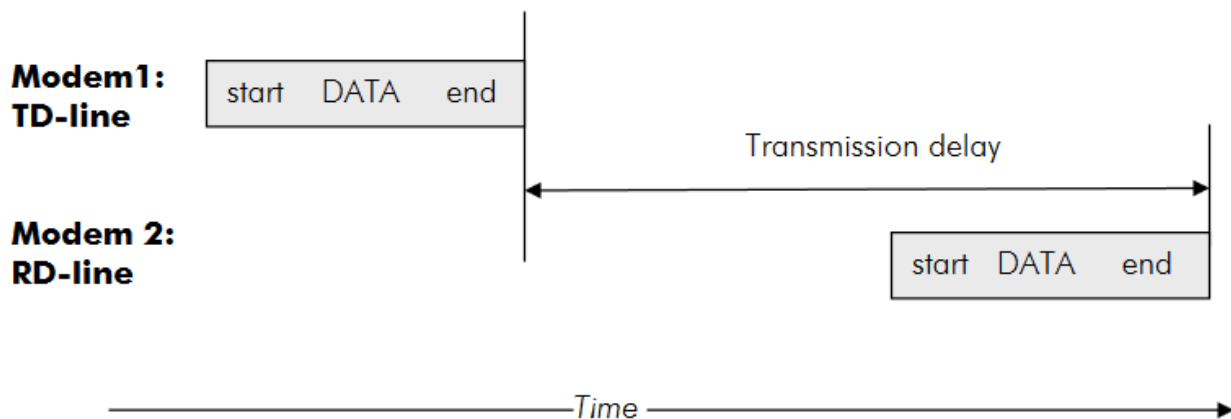 Modem1:
TD-line
start DATA end
Transmission delay
Modem 2:
RD-line
start DATA end
Time